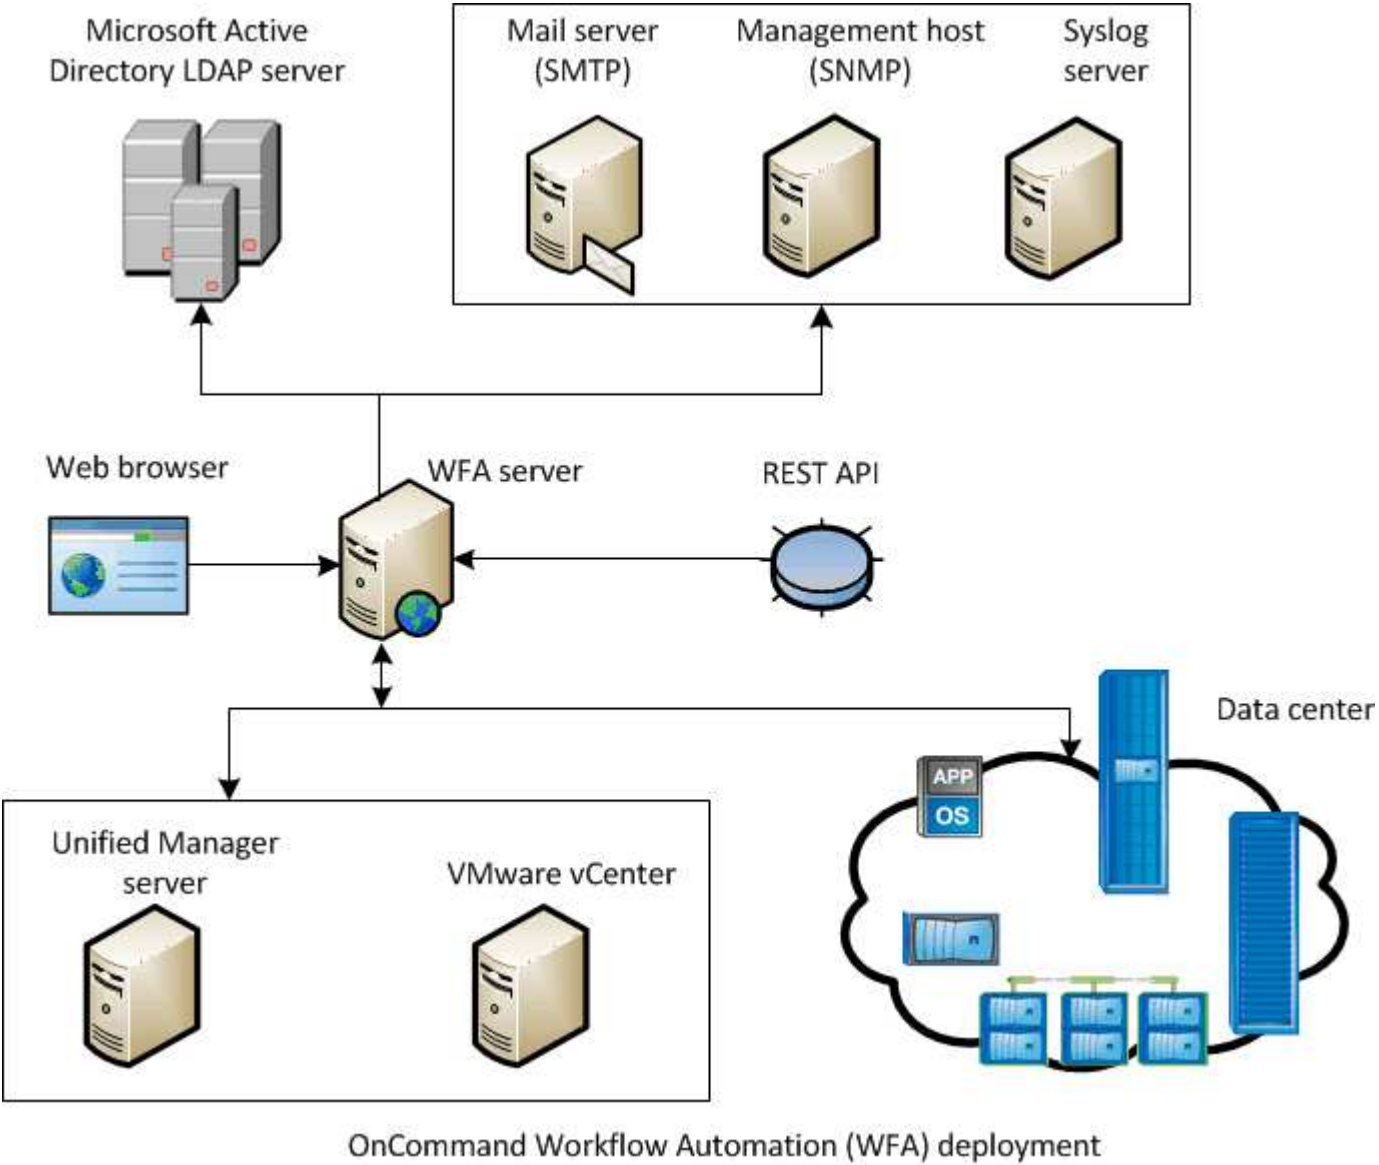 Microsoft Active
Directory LDAP server
Mail server
(SMTP)
Management host
(SNMP)
Syslog
server
Web browser
WFA server
REST API
Data center
APP
OS
Unified Manager
server
VMware vCenter
OnCommand Workflow Automation (WFA) deployment